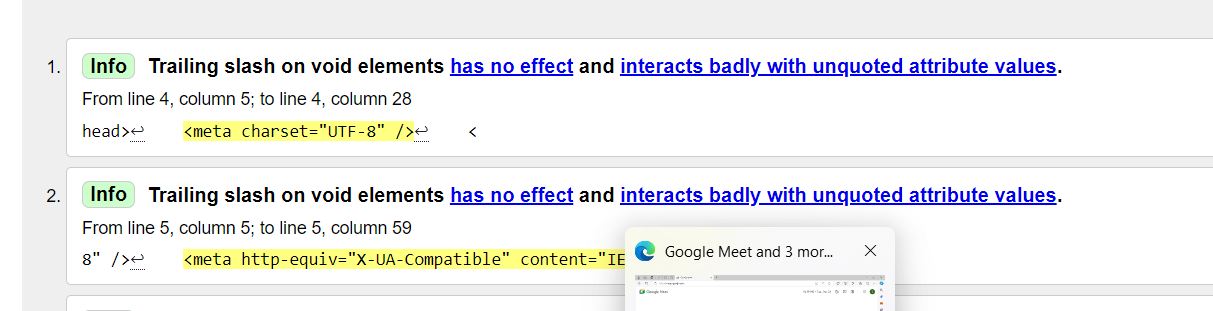 1. Info Trailing slash on void elements has no effect and interacts badly with unquoted attribute values.
From line 4, column 5; to line 4, column 28
head>↩ <meta charset="UTF-8" />↩ <
2. Info Trailing slash on void elements has no effect and interacts badly with unquoted attribute values.
From line 5, column 5; to line 5, column 59
8" />↩ <meta http-equiv="X-UA-Compatible" content="IE
Google Meet and 3 mor...
Google Meet